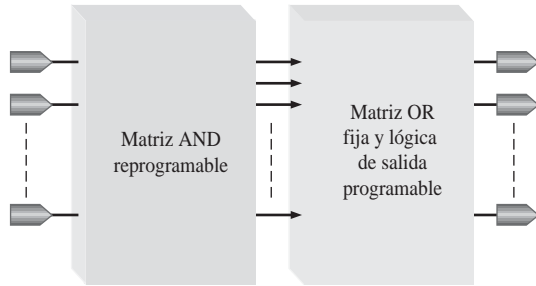 Matriz AND
reprogramable
Matriz OR
fija y lógica
de salida
programable